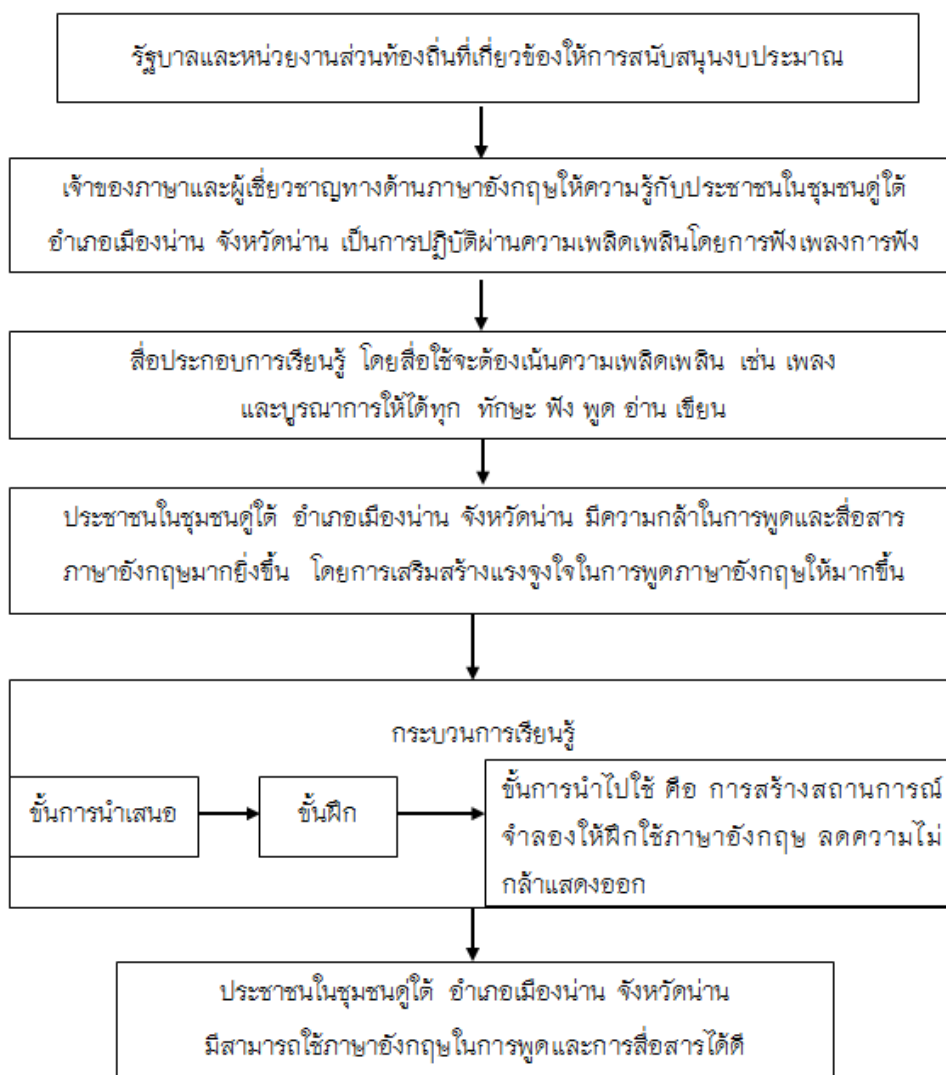 รัฐบาลและหน่วยงานส่วนท้องถิ่นที่เกี่ยวข้องให้การสนับสนุนงบประมาณ
เจ้าของภาษาและผู้เชี่ยวชาญทางด้านภาษาอังกฤษให้ความรู้กับประชาชนในชุมชนดู่ใต้
อำเภอเมืองน่าน จังหวัดน่าน เป็นการปฏิบัติผ่านความเพลิดเพลินโดยการฟังเพลงการฟัง
สื่อประกอบการเรียนรู้ โดยสื่อใช้จะต้องเน้นความเพลิดเพลิน เช่น เพลง
และบูรณาการให้ได้ทุก ทักษะ ฟัง พูด อ่าน เขียน
ประชาชนในชุมชนดู่ใต้ อำเภอเมืองน่าน จังหวัดน่าน มีความกล้าในการพูดและสื่อสาร
ภาษาอังกฤษมากยิ่งขึ้น โดยการเสริมสร้างแรงจูงใจในการพูดภาษาอังกฤษให้มากขึ้น
กระบวนการเรียนรู้
ขั้นการนำเสนอ
ขั้นฝึก
ขั้นการนำไปใช้ คือ การสร้างสถานการณ์
จำลองให้ฝึกใช้ภาษาอังกฤษ ลดความไม่
กล้าแสดงออก
ประชาชนในชุมชนดู่ใต้ อำเภอเมืองน่าน จังหวัดน่าน
มีสามารถใช้ภาษาอังกฤษในการพูดและการสื่อสารได้ดี